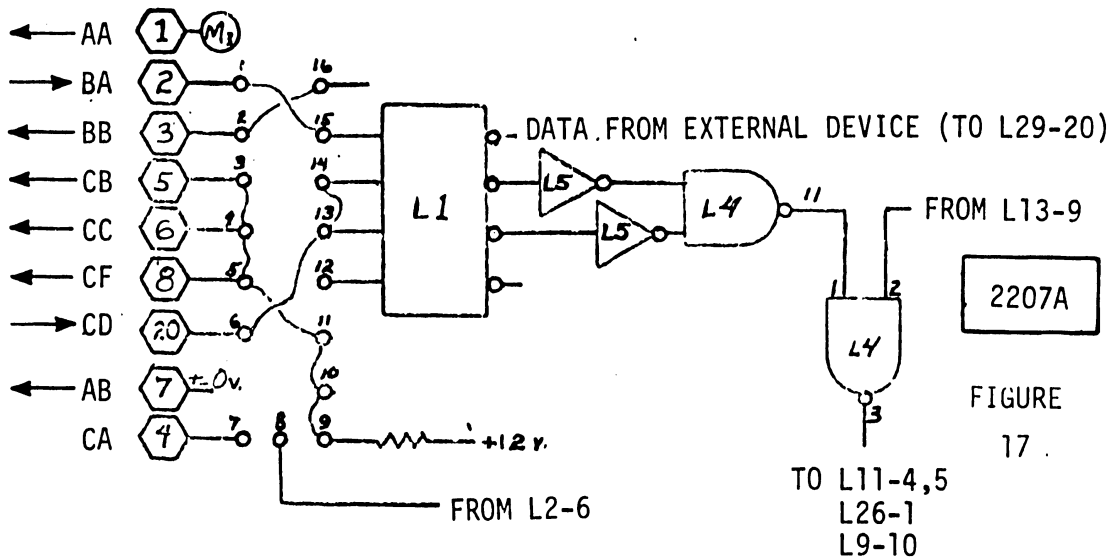 AA 1 M1
BA 2 1 16
BB 3 2 15
DATA FROM EXTERNAL DEVICE (TO L29-20)
CB 5 3 14
L1 L5 L4 11
CC 6 4 13
L5
FROM L13-9
CF 8 5 12
1 2
2207A
CD 20 6 11
L4
AB 7 +-0v. 10
3
FIGURE
17
CA 4 7 8 9 +12 v.
FROM L2-6
TO L11-4,5
L26-1
L9-10